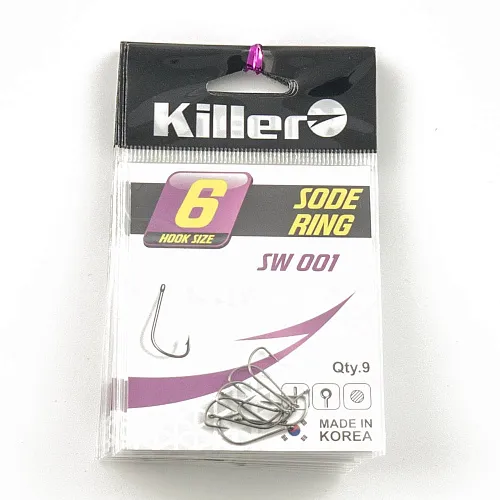 Killer
6
HOOK SIZE
SODE
RING
SW 001
Qty.9
MADE IN
KOREA